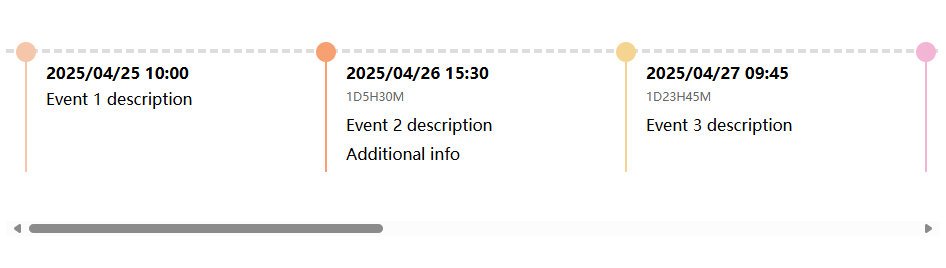 2025/04/25 10:00
Event 1 description
2025/04/26 15:30
1D5H30M
Event 2 description
Additional info
2025/04/27 09:45
1D23H45M
Event 3 description